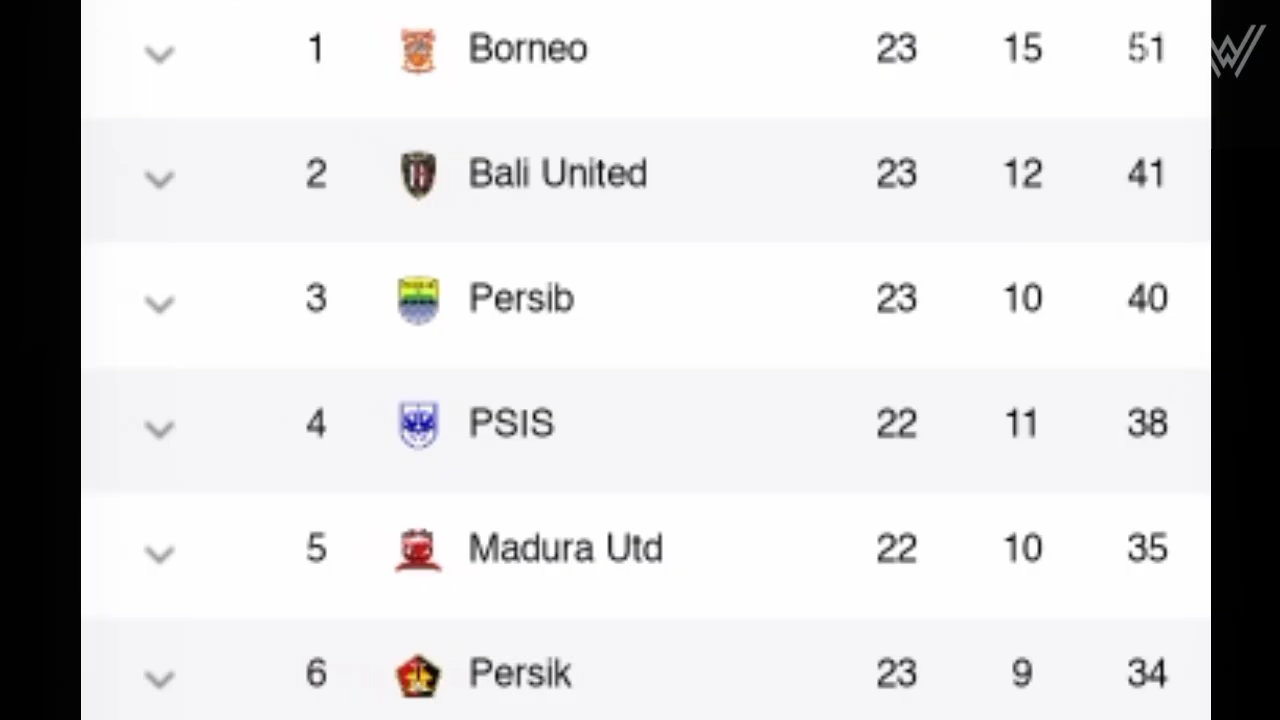 1 Borneo 23 15 51
2 Bali United 23 12 41
3 Persib 23 10 40
4 PSIS 22 11 38
5 Madura Utd 22 10 35
6 Persik 23 9 34